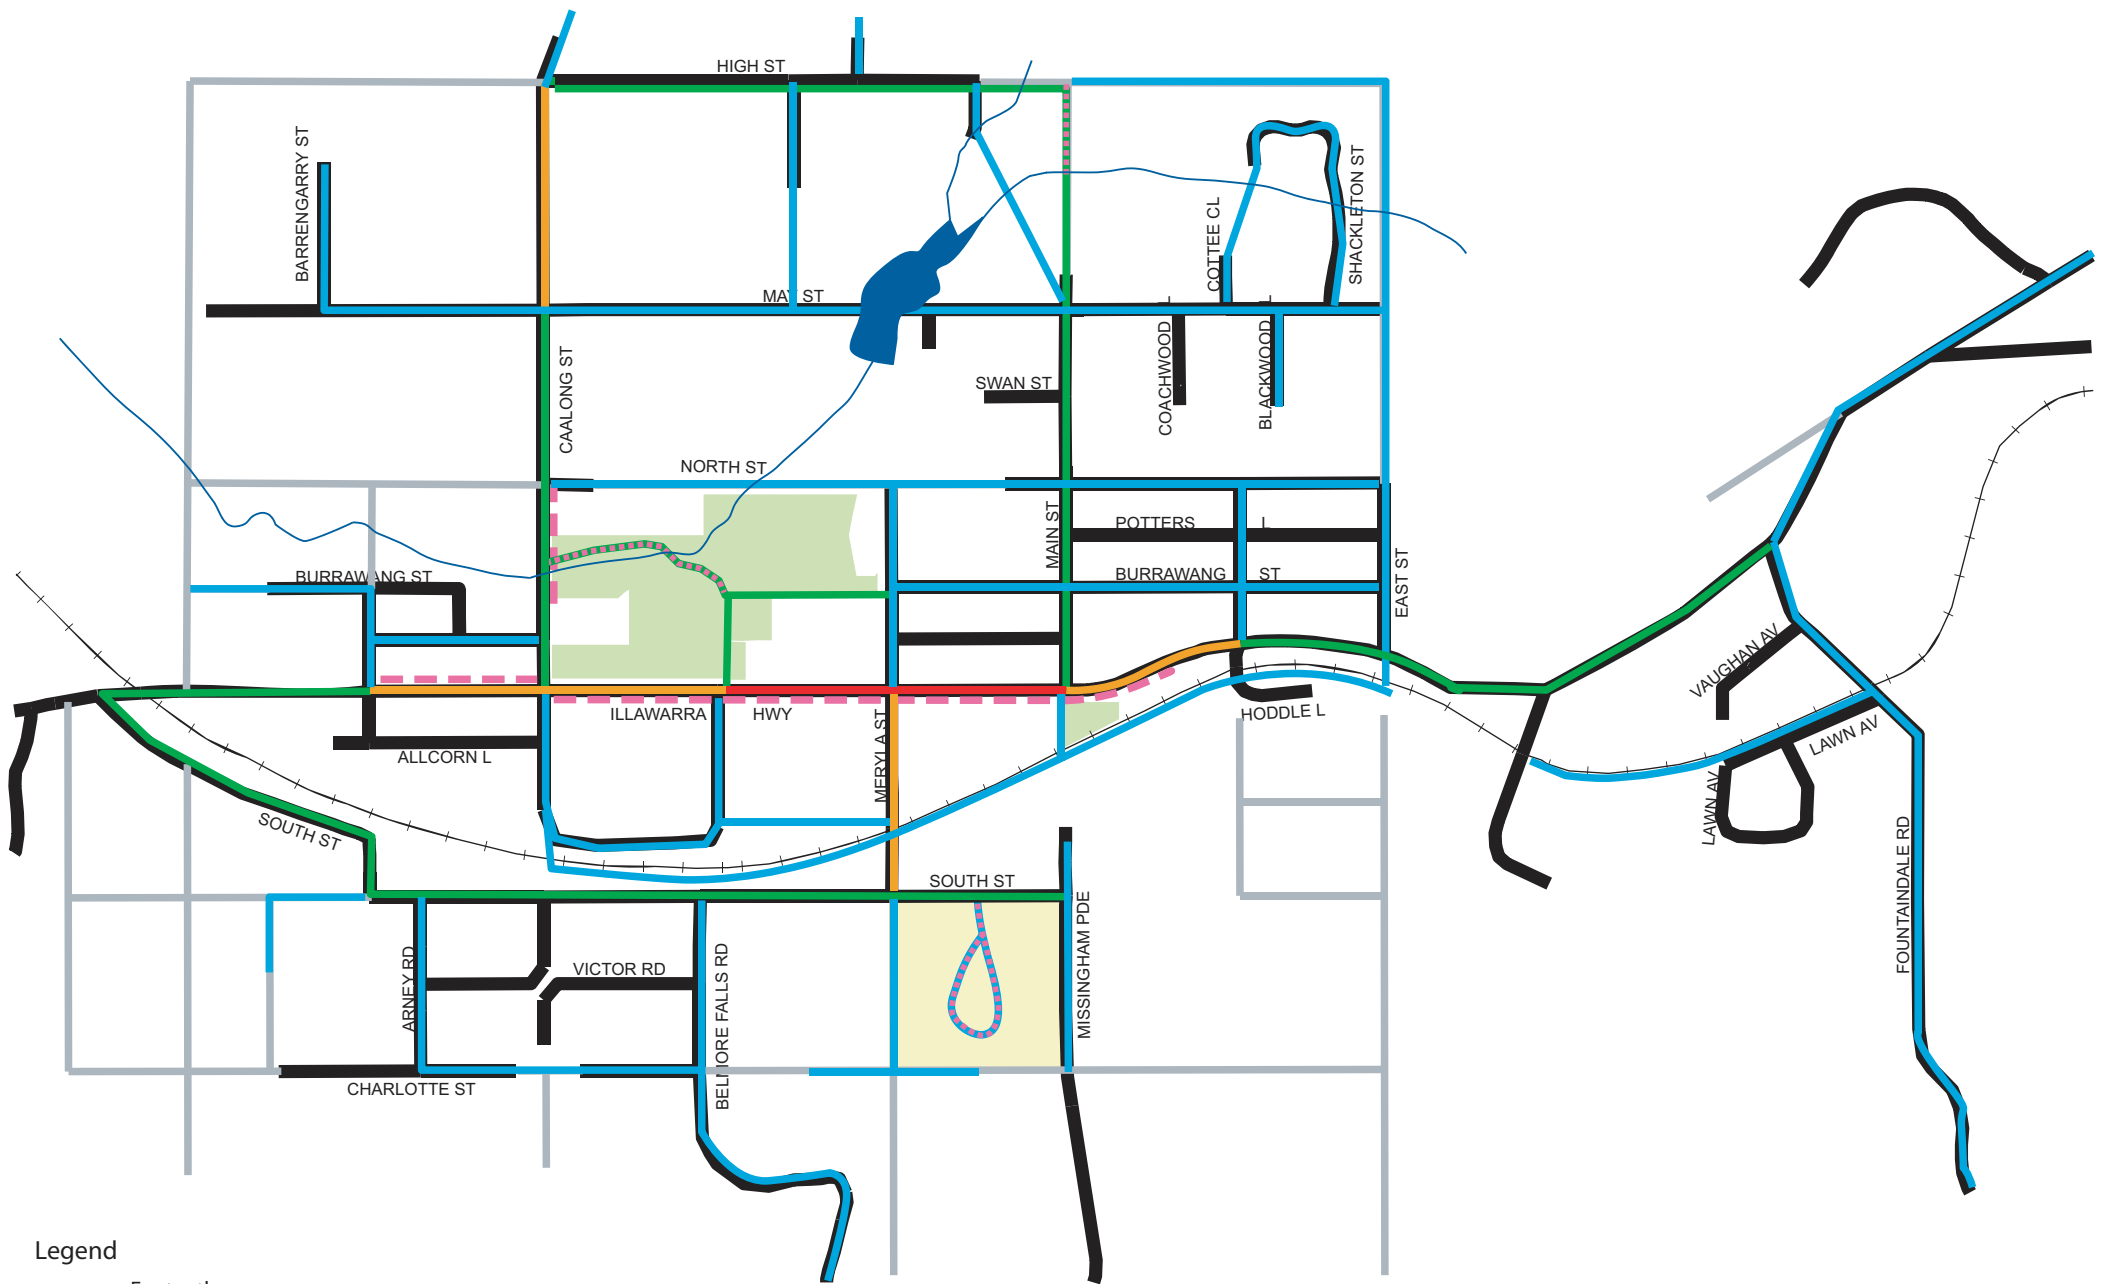 HIGH ST
BARRENGARRY ST
SHACKLETON ST
COTTEE CL
MAY ST
CAALONG ST
SWAN ST
COACHWOOD L
BLACKWOOD L
NORTH ST
MAIN ST
POTTERS L
BURRAWANG ST
BURRAWANG ST
EAST ST
VAUGHAN AV
ILLAWARRA HWY
HODDLE L
MERYLA ST
ALLCORN L
LAWN AV
LAWN AV
SOUTH ST
SOUTH ST
FOUNTAINDALE RD
MISSINGHAM PDE
ARNEY RD
VICTOR RD
BELMORE FALLS RD
CHARLOTTE ST
Legend